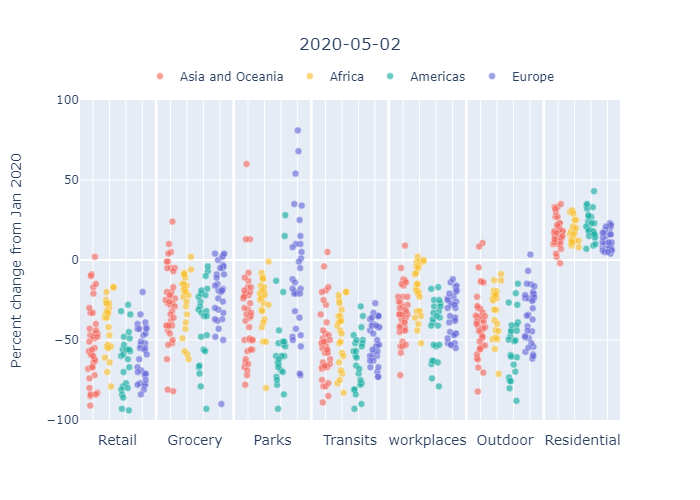 2020-05-02
Asia and Oceania Africa Americas Europe
Percent change from Jan 2020
100
50
0
−50
−100
Retail Grocery Parks Transits workplaces Outdoor Residential